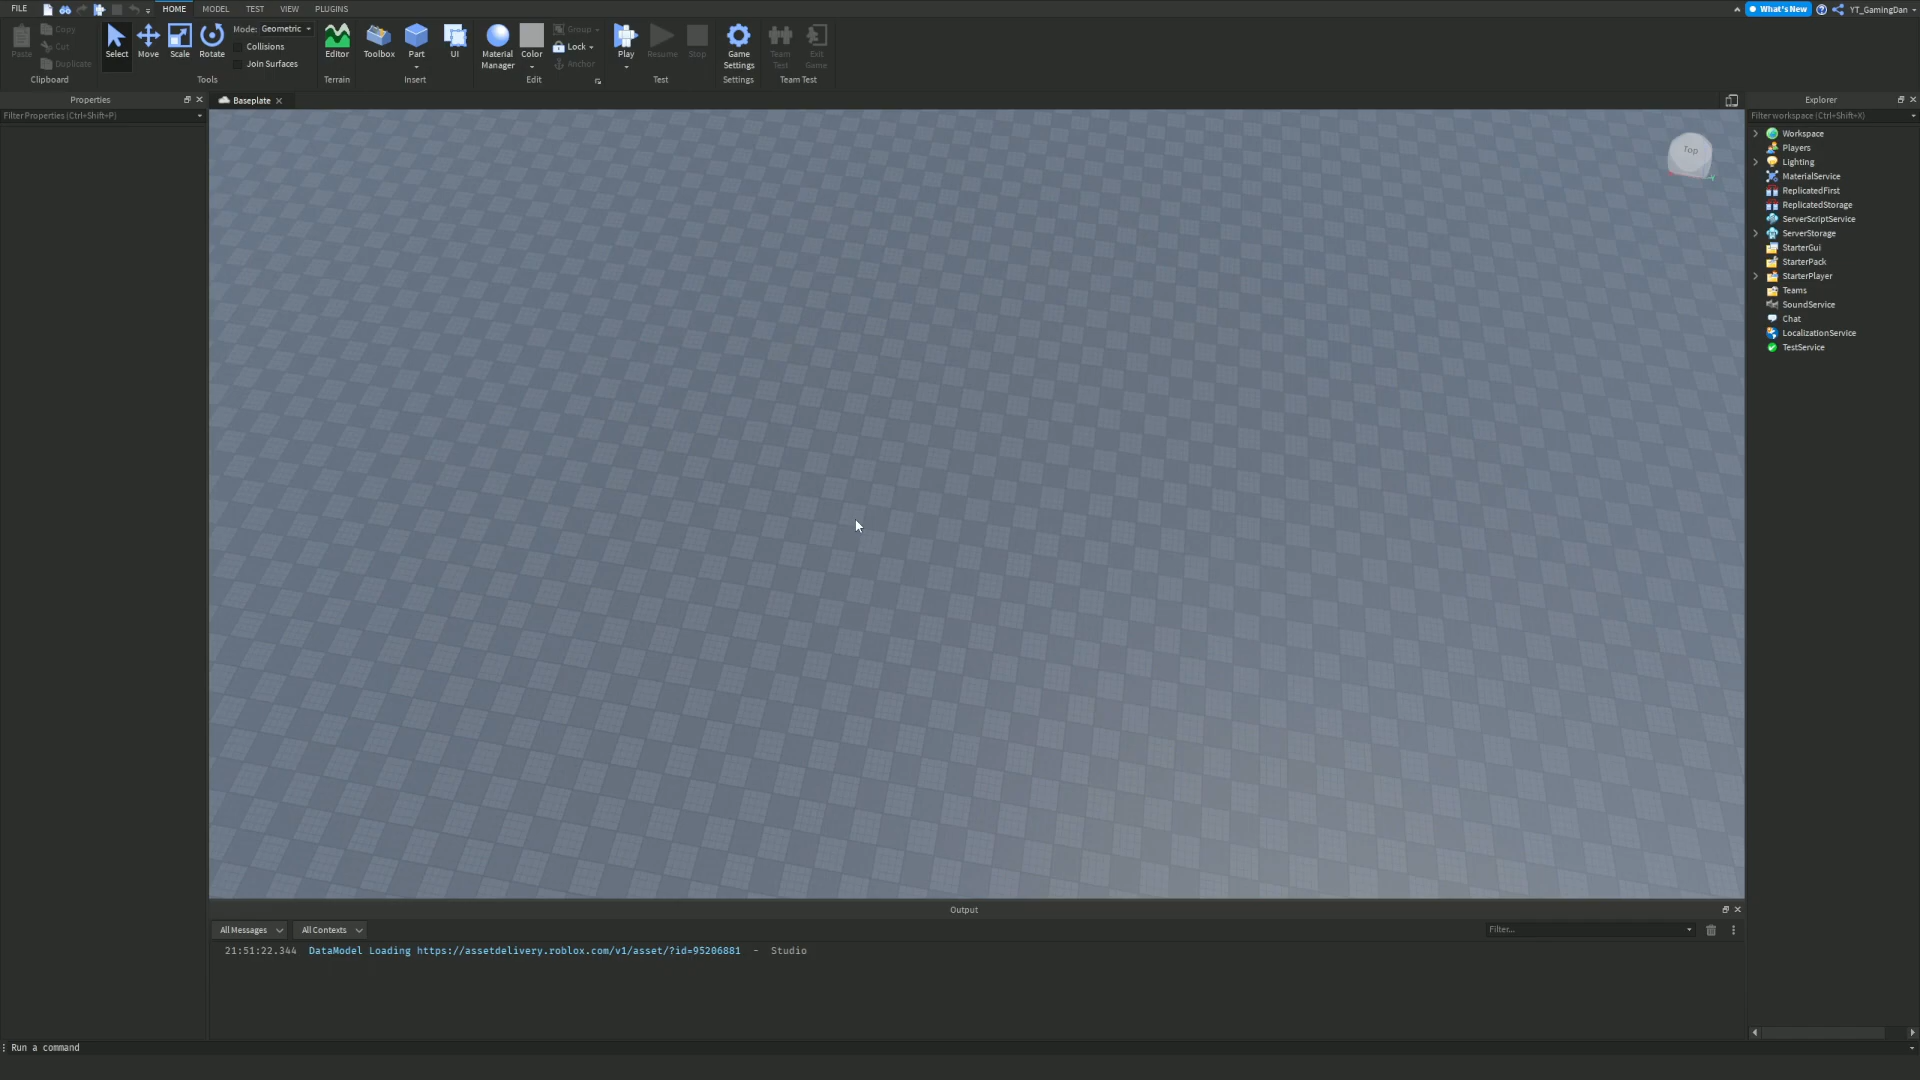 FILE HOME MODEL TEST VIEW PLUGINS What's New YT_GamingDan
Paste Copy Cut Duplicate Select Move Scale Rotate Mode: Geometric Collisions Join Surfaces Editor Toolbox Part UI Material Manager Color Group Lock Anchor Play Resume Stop Game Settings Team Test Exit Game
Clipboard Tools Terrain Insert Edit Test Settings Team Test
Properties
Filter Properties (Ctrl+Shift+P)
Baseplate
Top
Explorer
Filter workspace (Ctrl+Shift+X)
Workspace
Players
Lighting
MaterialService
ReplicatedFirst
ReplicatedStorage
ServerScriptService
ServerStorage
StarterGui
StarterPack
StarterPlayer
Teams
SoundService
Chat
LocalizationService
TestService
Output
All Messages All Contexts Filter...
21:51:22.344 DataModel Loading https://assetdelivery.roblox.com/v1/asset/?id=95206881 - Studio
Run a command